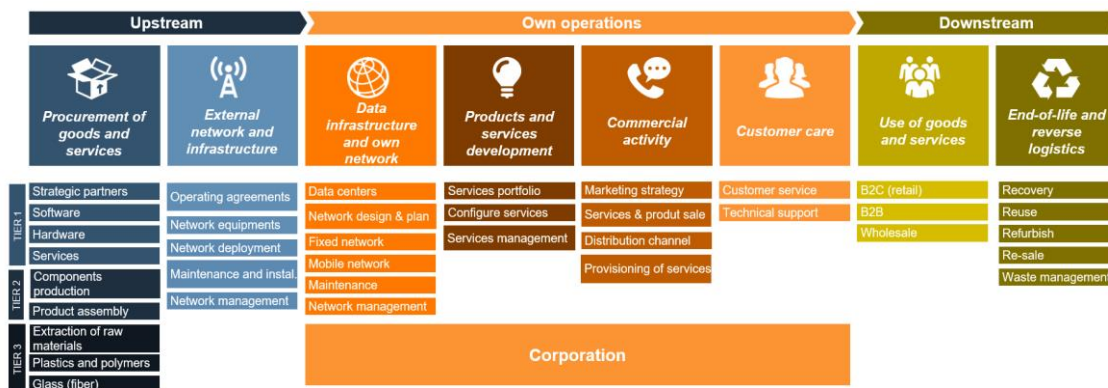 Upstream
Own operations
Downstream
Procurement of
goods and
services
External
network and
infrastructure
Data
infrastructure
and own
network
Products and
services
development
Commercial
activity
Customer care
Use of goods
and services
End-of-life and
reverse
logistics
TIER 1
Strategic partners
Software
Hardware
Services
TIER 2
Components
production
Product assembly
TIER 3
Extraction of raw
materials
Plastics and polymers
Glass (fiber)
Operating agreements
Network equipments
Network deployment
Maintenance and instal.
Network management
Data centers
Network design & plan
Fixed network
Mobile network
Maintenance
Network management
Services portfolio
Configure services
Services management
Marketing strategy
Services & produt sale
Distribution channel
Provisioning of services
Customer service
Technical support
B2C (retail)
B2B
Wholesale
Recovery
Reuse
Refurbish
Re-sale
Waste management
Corporation